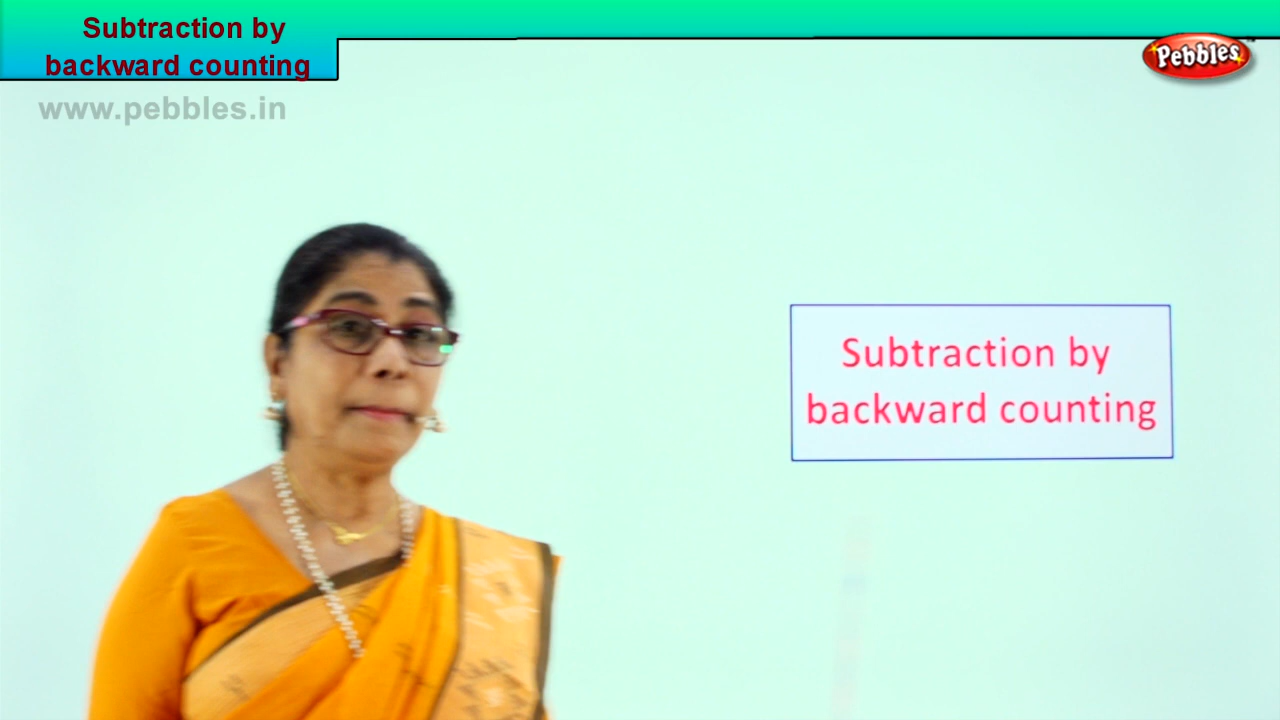 Subtraction by
backward counting
Pebbles
www.pebbles.in
Subtraction by
backward counting